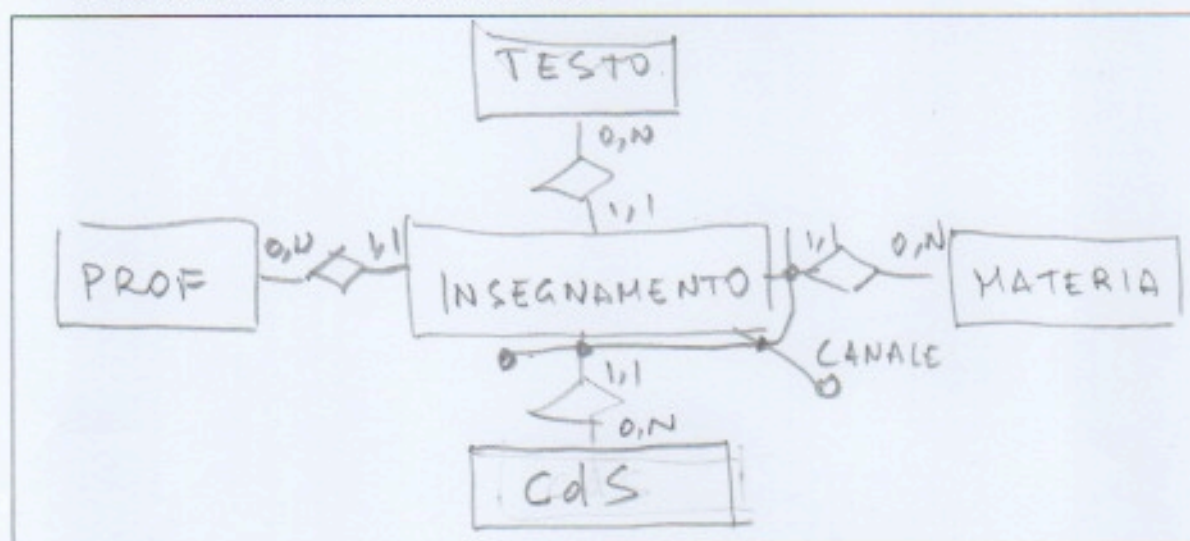 TESTO
0,N
1,1
PROF
0,N
1,1
INSEGNAMENTO
1,1
0,N
MATERIA
CANALE
1,1
0,N
CdS